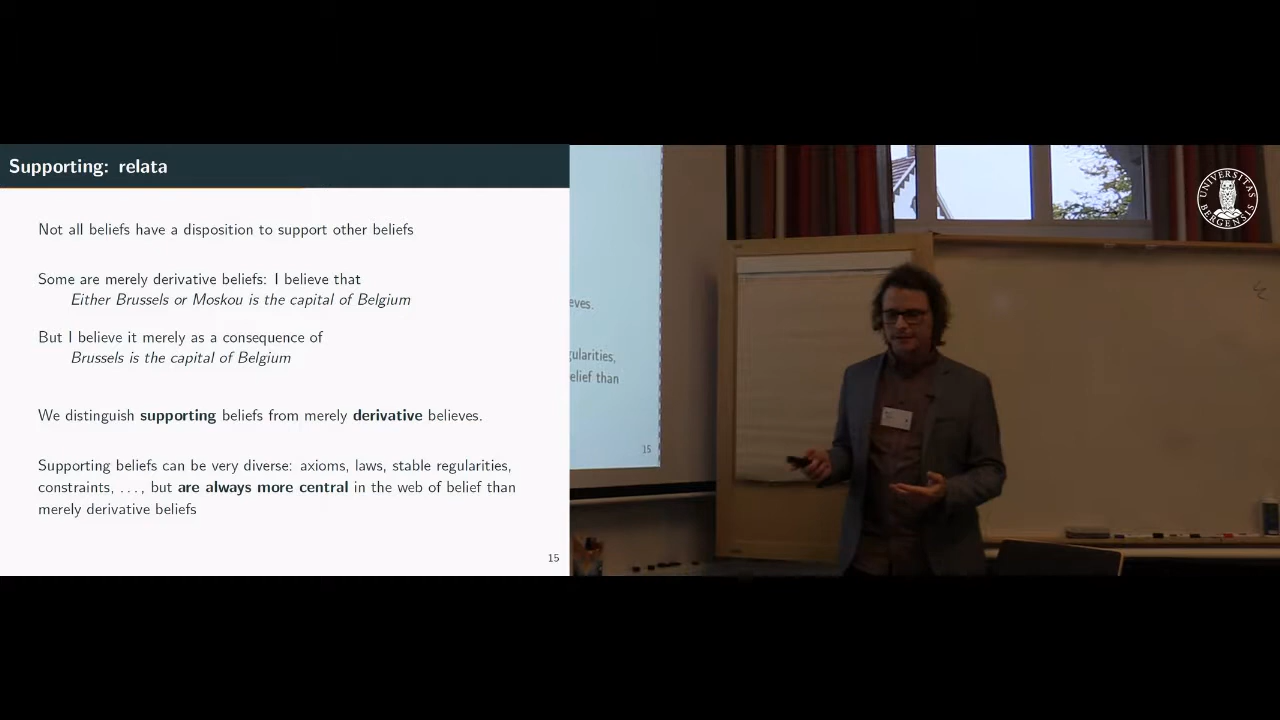 Supporting: relata
Not all beliefs have a disposition to support other beliefs
Some are merely derivative beliefs: I believe that
Either Brussels or Moskou is the capital of Belgium
But I believe it merely as a consequence of
Brussels is the capital of Belgium
We distinguish supporting beliefs from merely derivative believes.
Supporting beliefs can be very diverse: axioms, laws, stable regularities,
constraints, ..., but are always more central in the web of belief than
merely derivative beliefs
15
eves.
gularities,
elief than
15
UNIVERSITAS
BERGENSIS